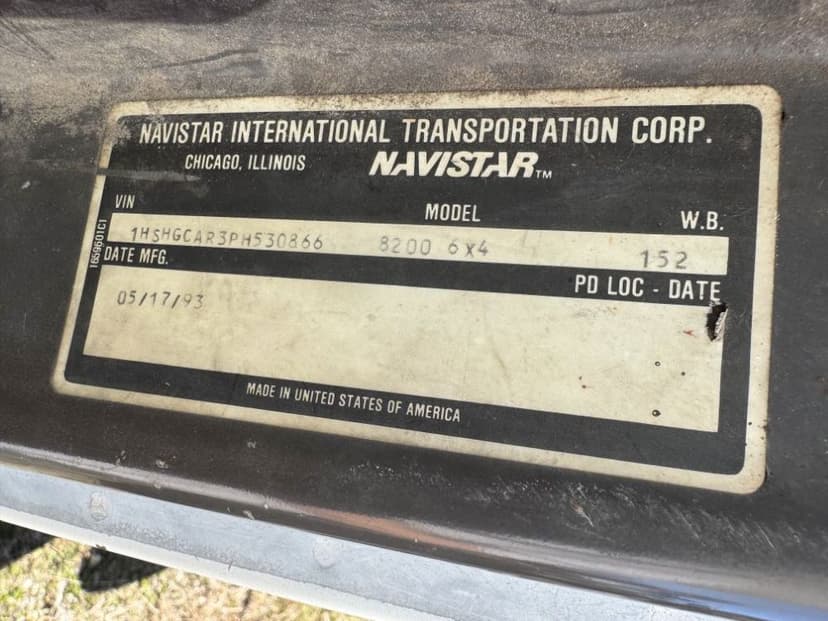 NAVISTAR INTERNATIONAL TRANSPORTATION CORP.
CHICAGO, ILLINOIS NAVISTAR™
VIN MODEL W.B.
1HSHGCAR3PH530866 8200 6x4 152
1659601C1
DATE MFG. PD LOC - DATE
05/17/93
MADE IN UNITED STATES OF AMERICA